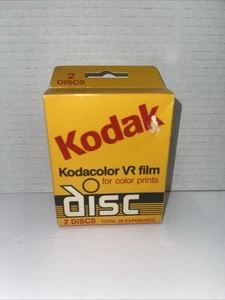 2
DISCS
Kodak
Kodacolor VR film
for color prints
disc
2 DISCS TOTAL 30 EXPOSURES